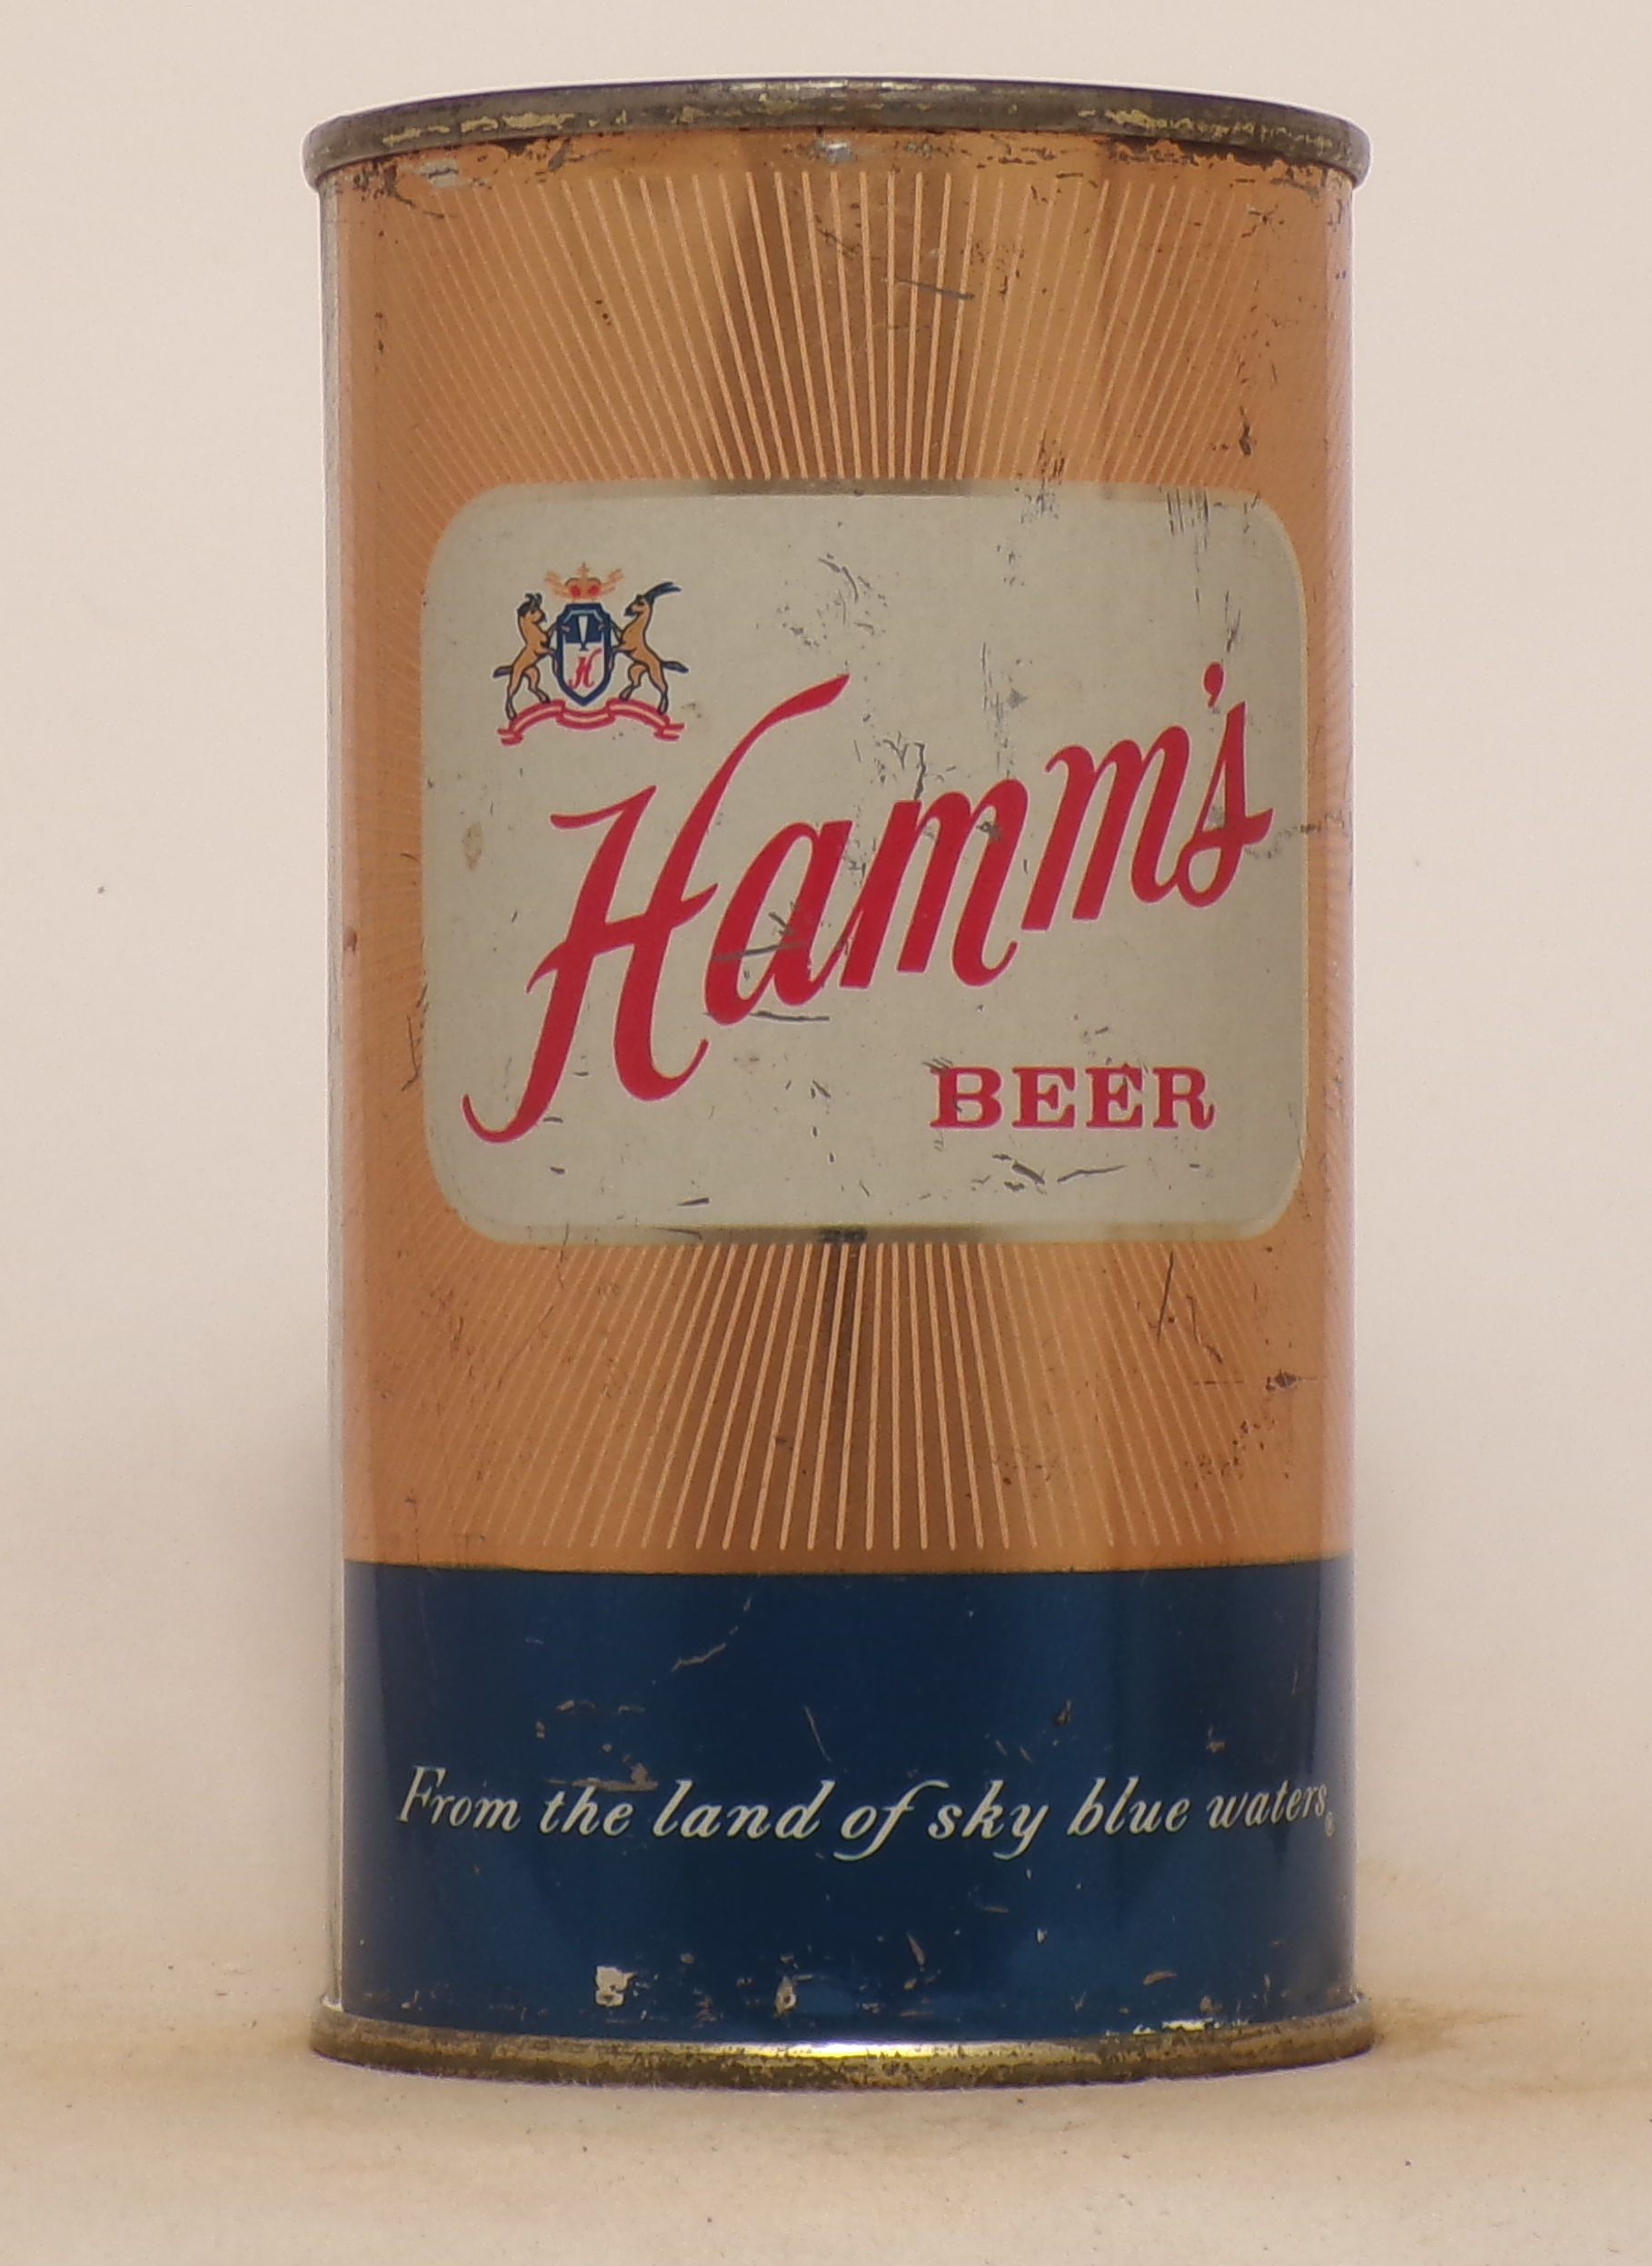 H
Hamm's
BEER
From the land of sky blue waters®